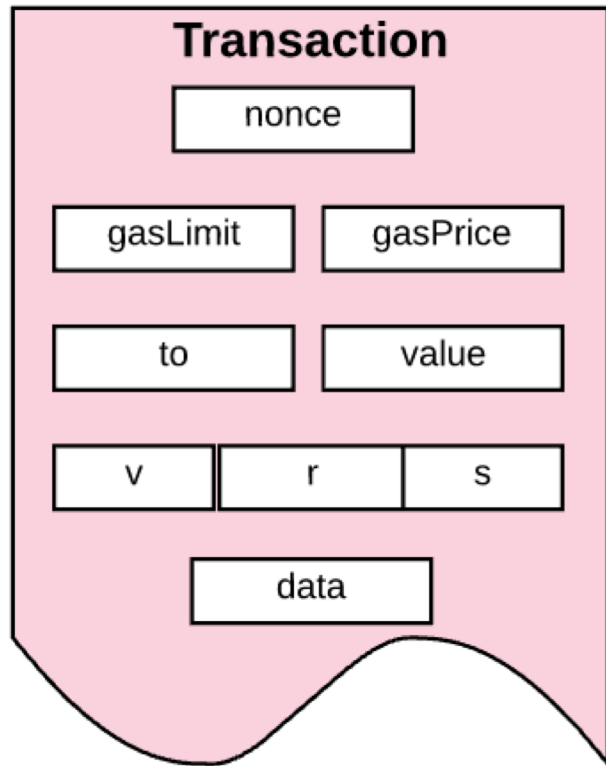 Transaction
nonce
gasLimit gasPrice
to value
v r s
data